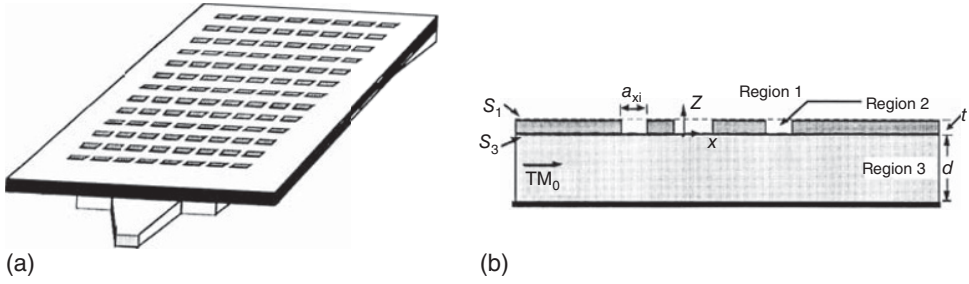 (a)
S1
S3
axi
Z
x
Region 1
Region 2
Region 3
t
d
TM0
(b)